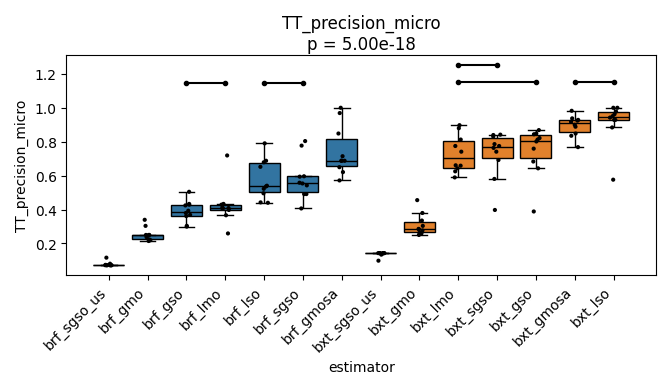 TT_precision_micro
p = 5.00e-18
TT_precision_micro
1.2
1.0
0.8
0.6
0.4
0.2
brf_sgso_us
brf_gmo
brf_gso
brf_lmo
brf_lso
brf_sgso
brf_gmosa
bxt_sgso_us
bxt_gmo
bxt_lmo
bxt_sgso
bxt_gso
bxt_gmosa
bxt_lso
estimator